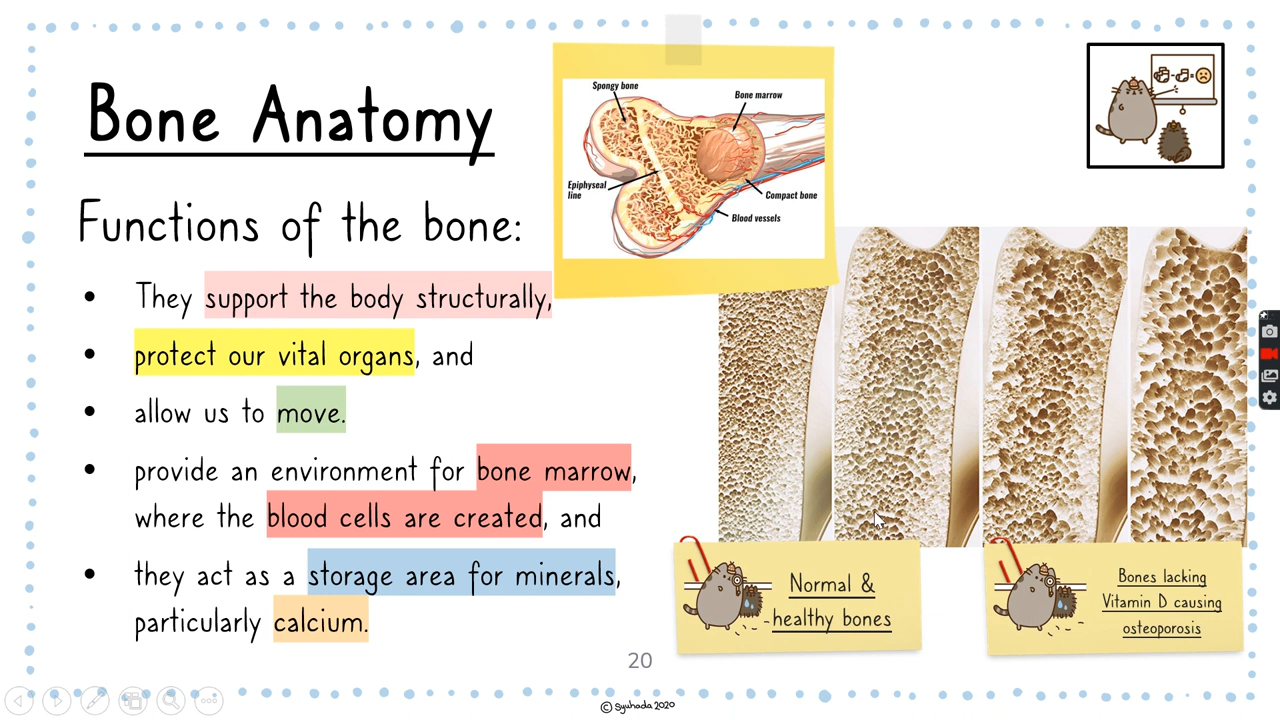 Bone Anatomy
Functions of the bone:
• They support the body structurally,
• protect our vital organs, and
• allow us to move.
• provide an environment for bone marrow,
where the blood cells are created, and
• they act as a storage area for minerals,
particularly calcium.
Spongy bone
Bone marrow
Epiphyseal
line
Compact bone
Blood vessels
Normal &
healthy bones
Bones lacking
Vitamin D causing
osteoporosis
20
© Syuhada 2020